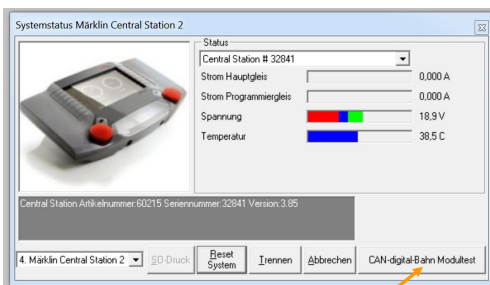 Systemstatus Märklin Central Station 2
Status
Central Station # 32841
Strom Hauptgleis 0,000 A
Strom Programmiergleis 0,000 A
Spannung 18,9 V
Temperatur 38,5 C
Central Station Artikelnummer:60215 Seriennummer:32841 Version:3.85
4. Märklin Central Station 2 SO-Druck Reset System Trennen Abbrechen CAN-digital-Bahn Modultest